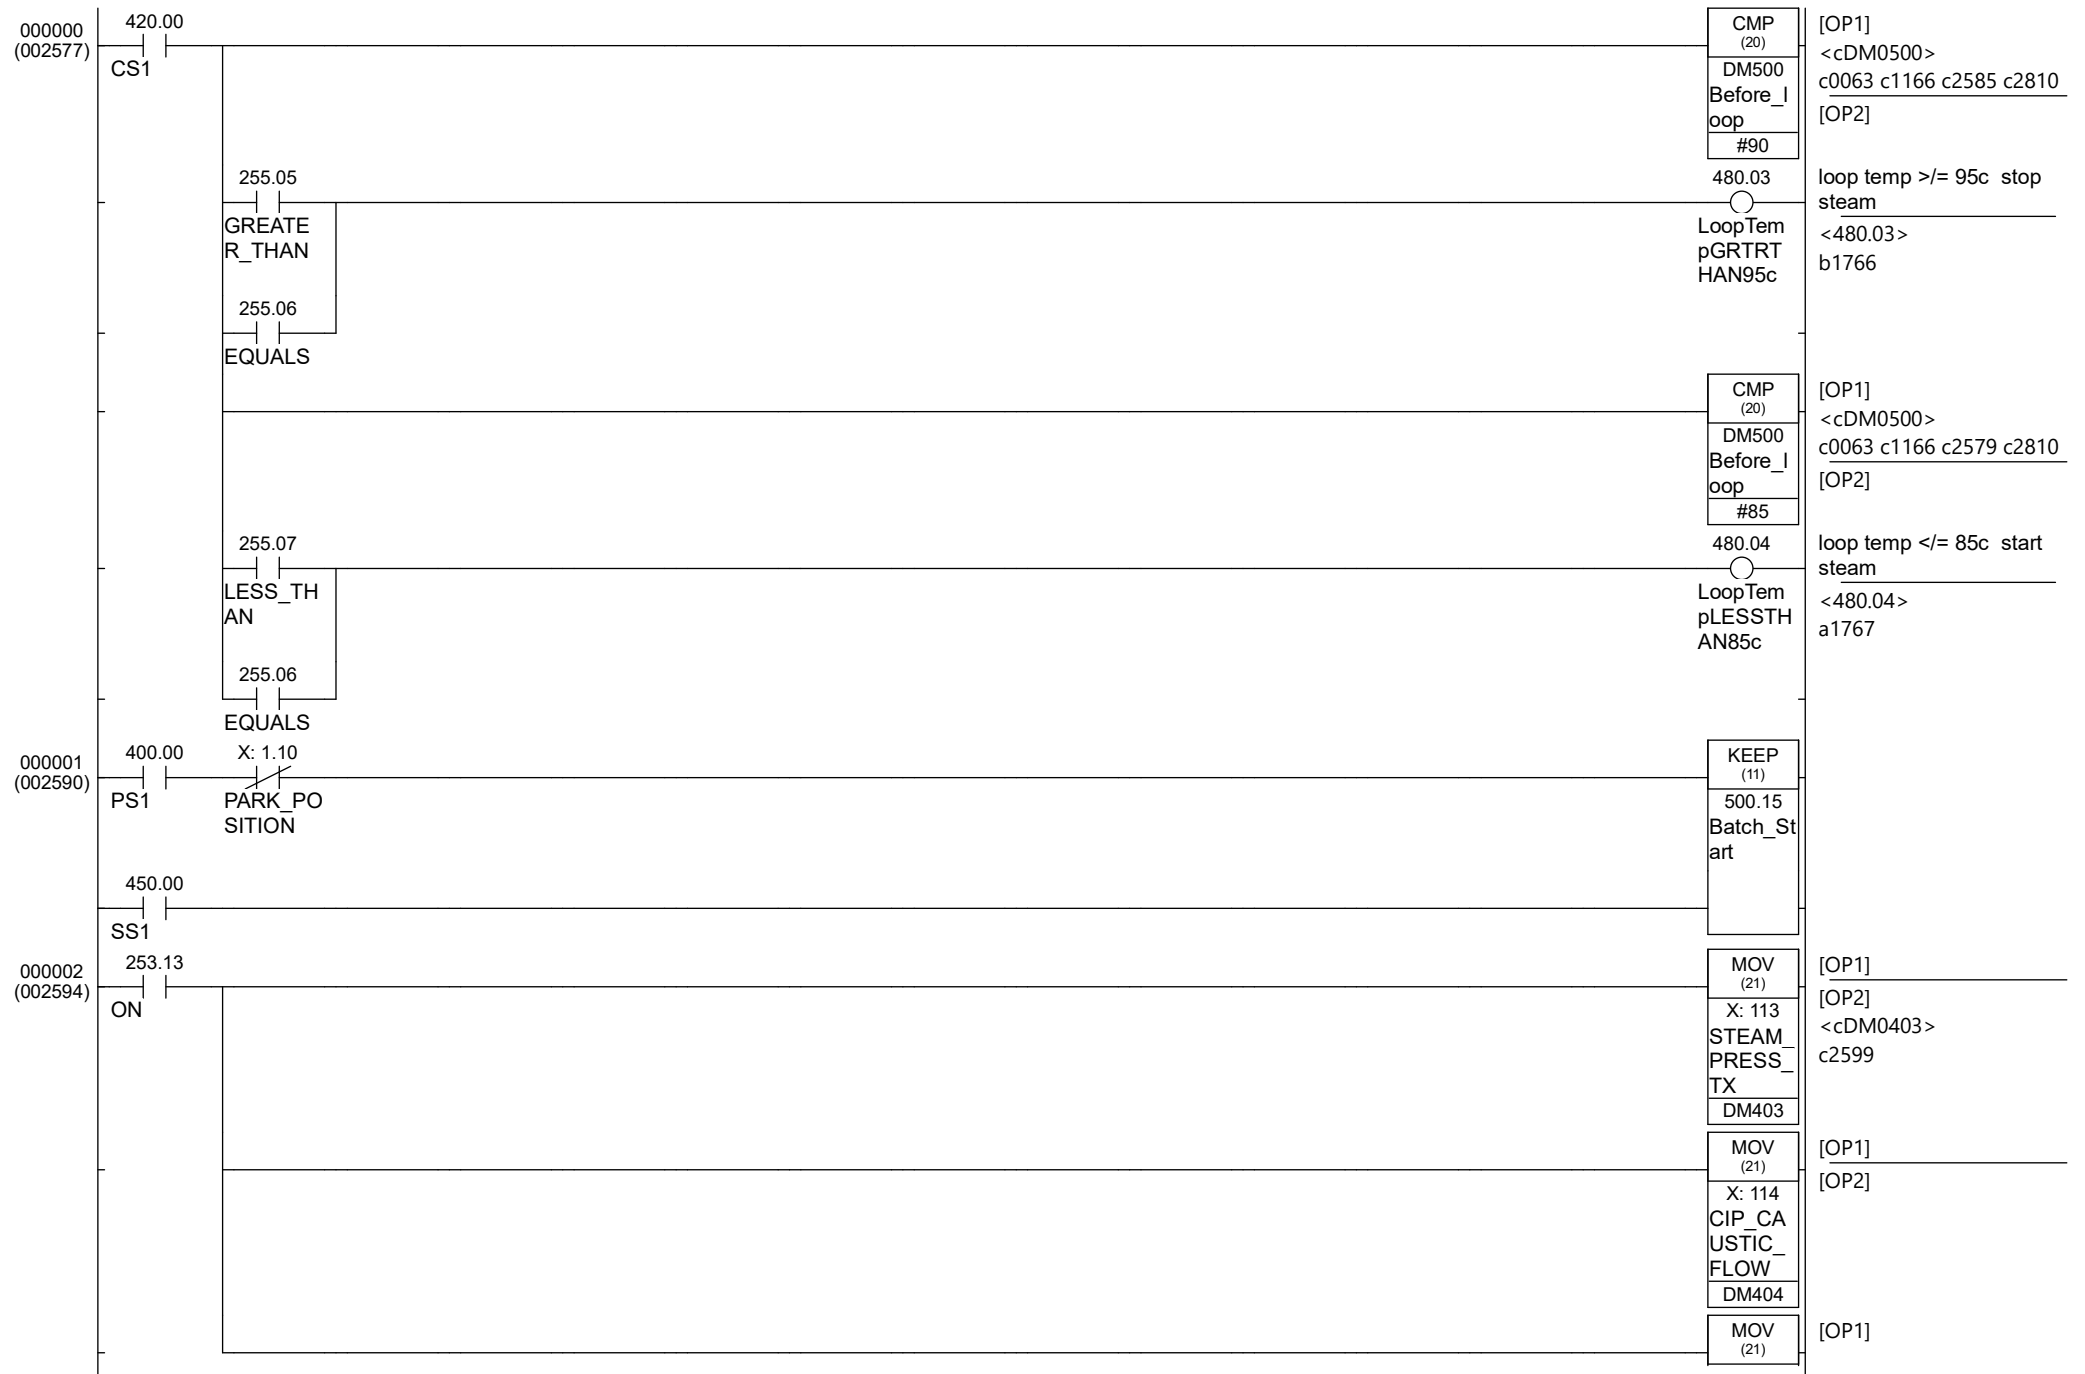 000000
(002577)
420.00
CS1
CMP
(20)
DM500
Before_l
oop
#90
[OP1]
<cDM0500>
c0063 c1166 c2585 c2810
[OP2]
255.05
GREATE
R_THAN
480.03
LoopTem
pGRTRT
HAN95c
loop temp >/= 95c  stop
steam
<480.03>
b1766
255.06
EQUALS
CMP
(20)
DM500
Before_l
oop
#85
[OP1]
<cDM0500>
c0063 c1166 c2579 c2810
[OP2]
255.07
LESS_TH
AN
480.04
LoopTem
pLESSTH
AN85c
loop temp </= 85c  start
steam
<480.04>
a1767
255.06
EQUALS
000001
(002590)
400.00
PS1
X: 1.10
PARK_PO
SITION
KEEP
(11)
500.15
Batch_St
art
450.00
SS1
000002
(002594)
253.13
ON
MOV
(21)
X: 113
STEAM_
PRESS_
TX
DM403
[OP1]
[OP2]
<cDM0403>
c2599
MOV
(21)
X: 114
CIP_CA
USTIC_
FLOW
DM404
[OP1]
[OP2]
MOV
(21)
[OP1]